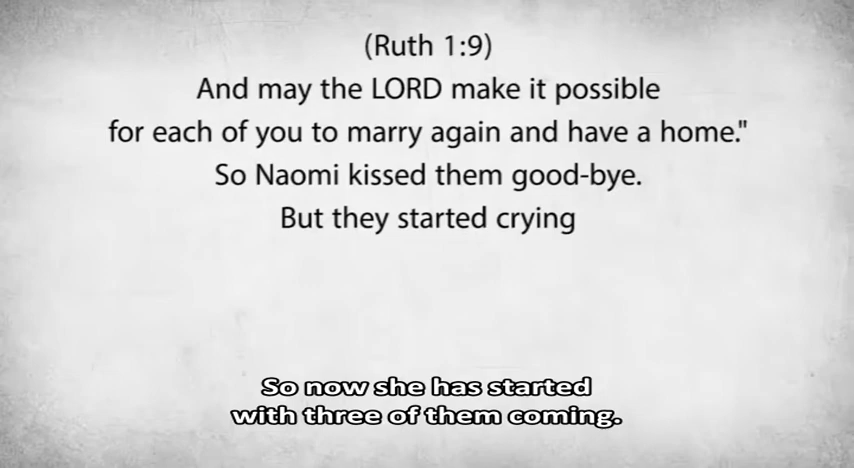 (Ruth 1:9)
And may the LORD make it possible
for each of you to marry again and have a home."
So Naomi kissed them good-bye.
But they started crying
So now she has started
with three of them coming.